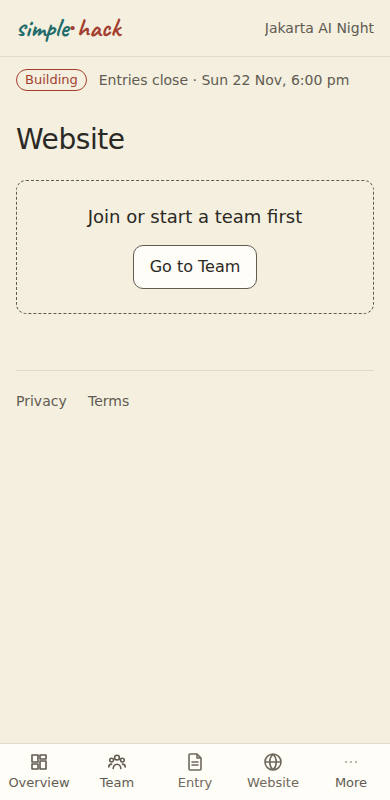 simple·hack
Jakarta AI Night
Building
Entries close · Sun 22 Nov, 6:00 pm
Website
Join or start a team first
Go to Team
Privacy
Terms
Overview
Team
Entry
Website
More